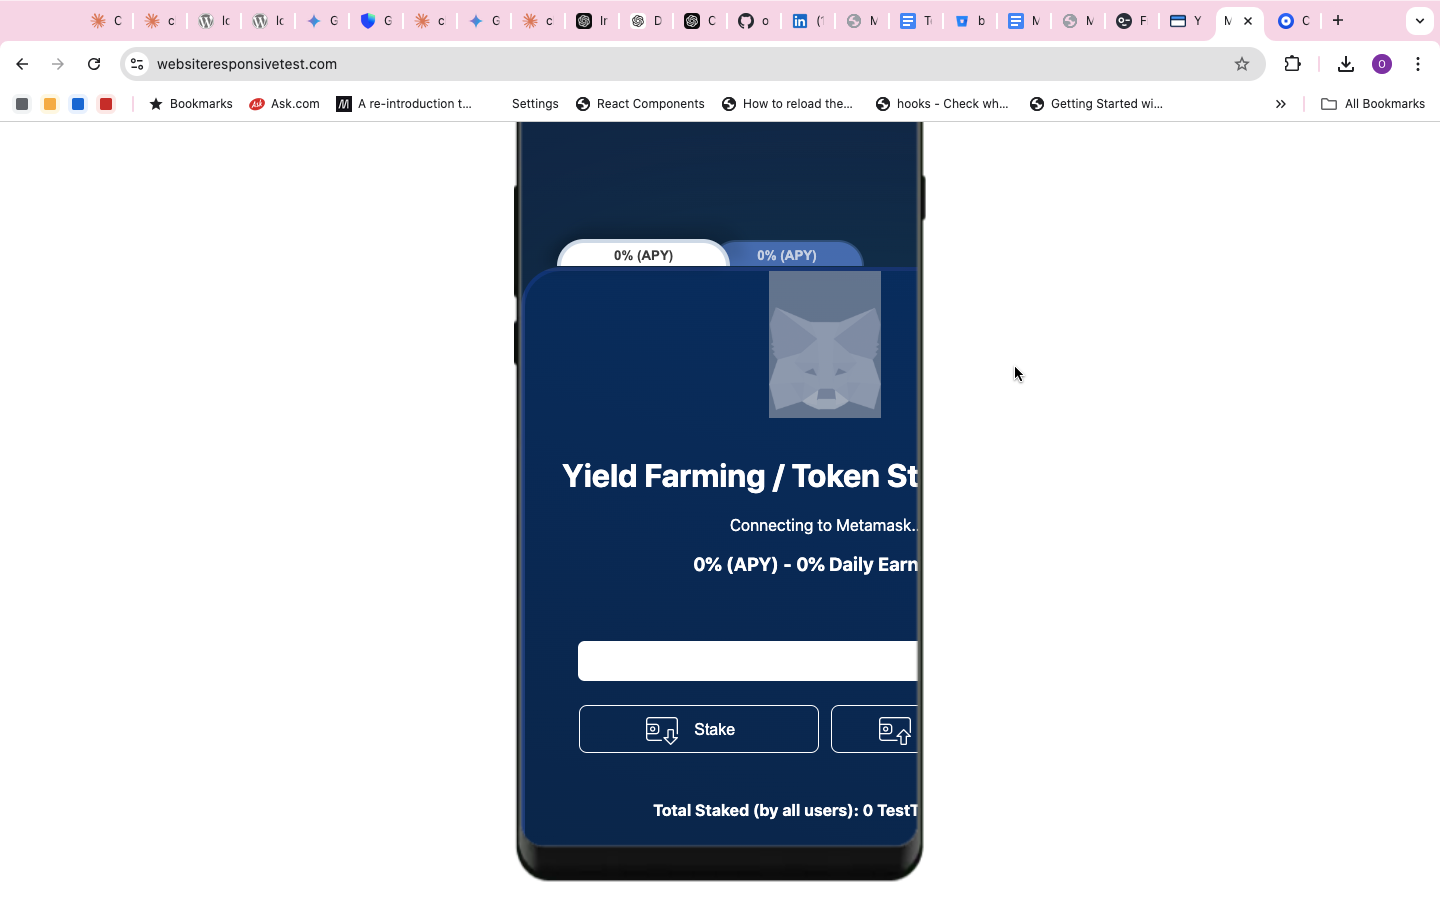 C
c
Ic
Ic
G
G
c
G
c
Ir
D
C
o
(1
M
T
b
M
M
F
Y
M
C
websiteresponsivetest.com
O
Bookmarks
Ask.com
A re-introduction t...
Settings
React Components
How to reload the...
hooks - Check wh...
Getting Started wi...
All Bookmarks
0% (APY)
0% (APY)
Yield Farming / Token St
Connecting to Metamask..
0% (APY) - 0% Daily Earn
Stake
Total Staked (by all users): 0 TestT